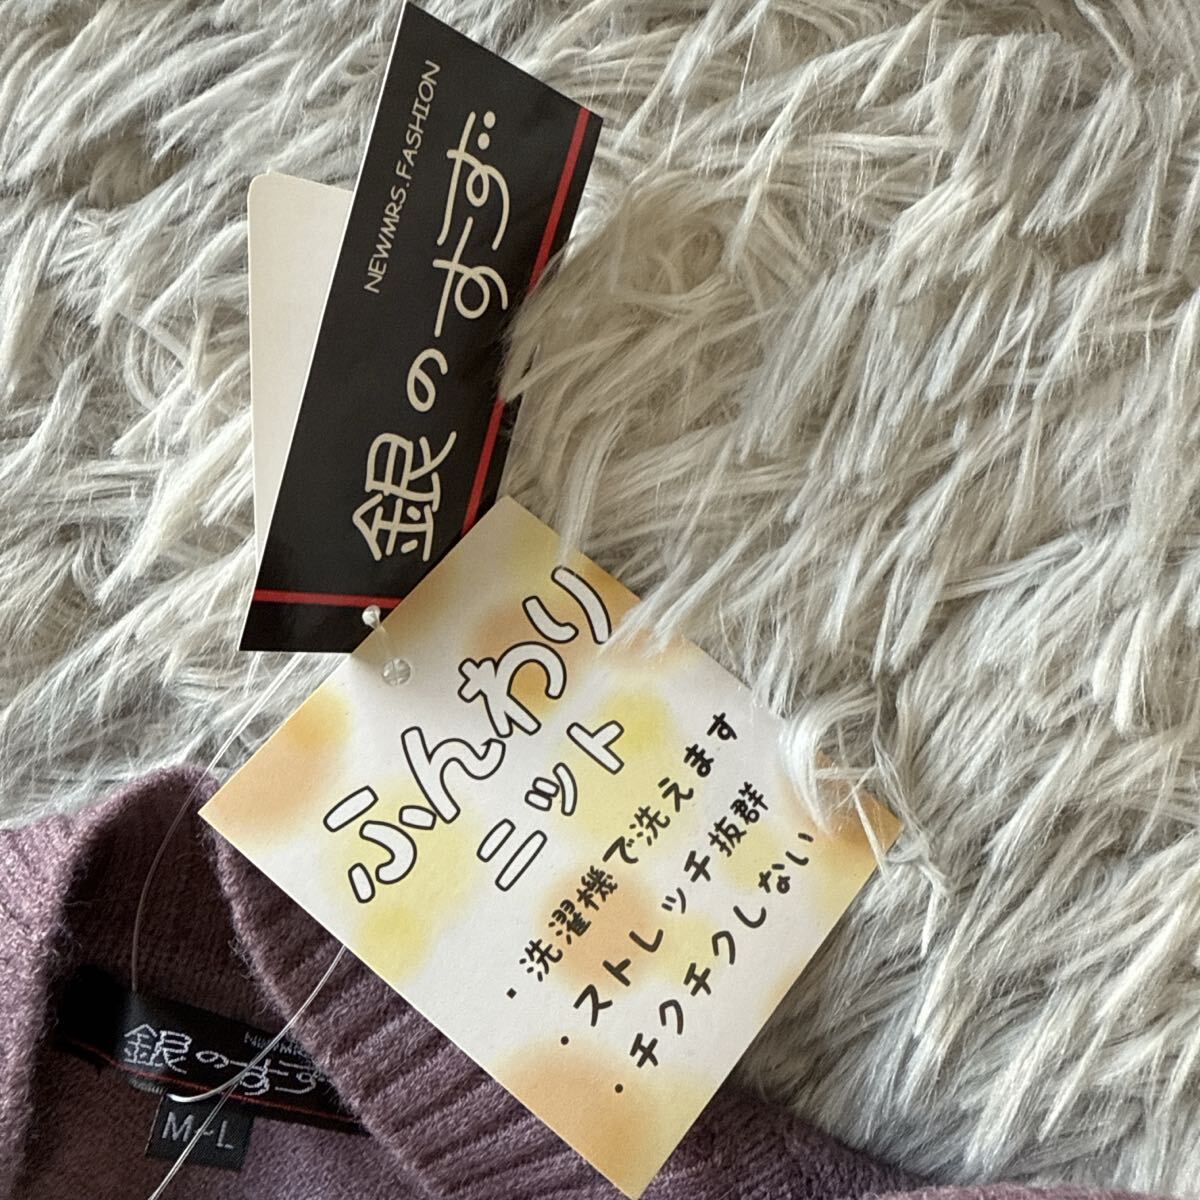 NEWMRS.FASHION
銀のすず
ふんわり
ニット
・洗濯機で洗えます
・ストレッチ抜群
・チクチクしない
銀のすず
M-L